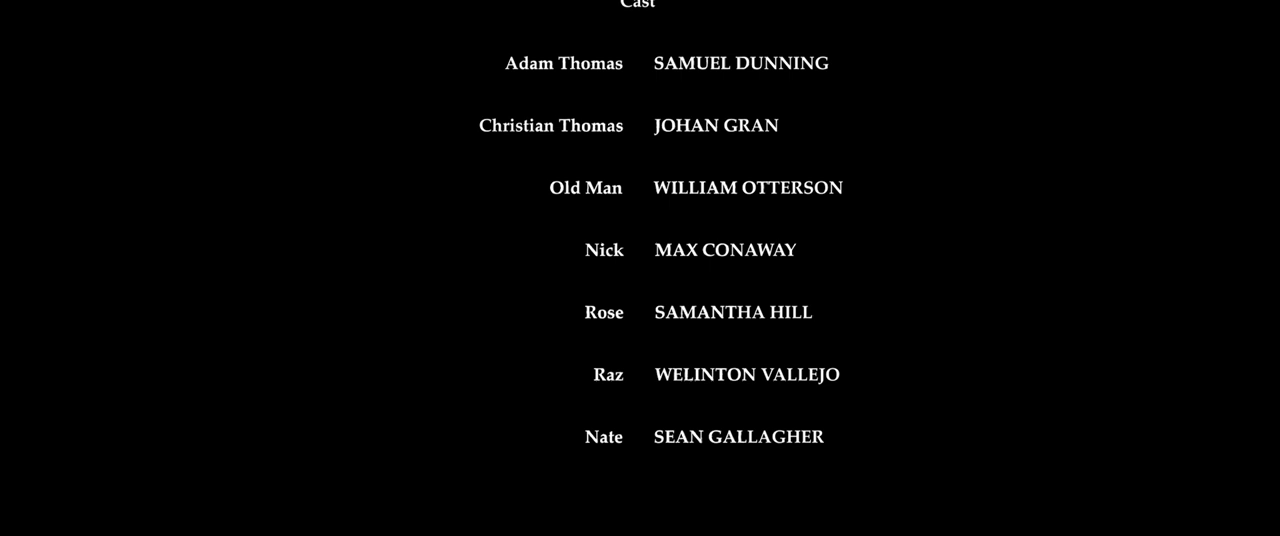 Cast
Adam Thomas SAMUEL DUNNING
Christian Thomas JOHAN GRAN
Old Man WILLIAM OTTERSON
Nick MAX CONAWAY
Rose SAMANTHA HILL
Raz WELINTON VALLEJO
Nate SEAN GALLAGHER